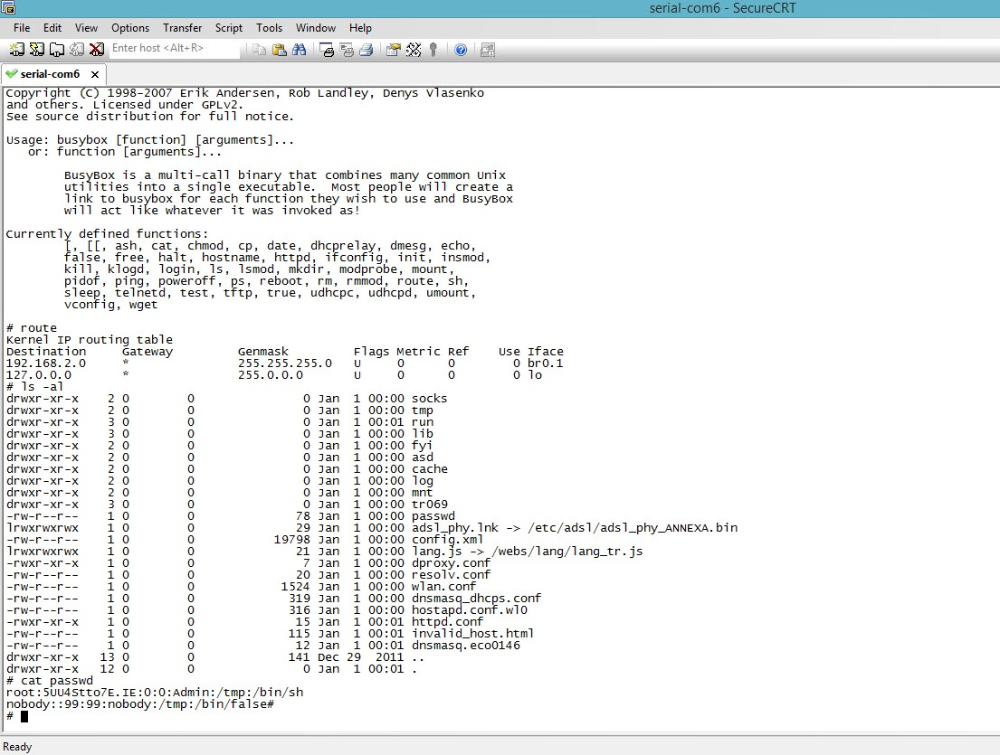 serial-com6 - SecureCRT
File Edit View Options Transfer Script Tools Window Help
Enter host <Alt+R>
serial-com6
Copyright (C) 1998-2007 Erik Andersen, Rob Landley, Denys Vlasenko
and others. Licensed under GPLv2.
See source distribution for full notice.
Usage: busybox [function] [arguments]...
or: function [arguments]...
BusyBox is a multi-call binary that combines many common Unix
utilities into a single executable.  Most people will create a
link to busybox for each function they wish to use and BusyBox
will act like whatever it was invoked as!
Currently defined functions:
[, [[, ash, cat, chmod, cp, date, dhcprelay, dmesg, echo,
false, free, halt, hostname, httpd, ifconfig, init, insmod,
kill, klogd, login, ls, lsmod, mkdir, modprobe, mount,
pidof, ping, poweroff, ps, reboot, rm, rmmod, route, sh,
sleep, telnetd, test, tftp, true, udhcpc, udhcpd, umount,
vconfig, wget
# route
Kernel IP routing table
Destination     Gateway         Genmask         Flags Metric Ref    Use Iface
192.168.2.0     *               255.255.255.0   U     0      0        0 br0.1
127.0.0.0       *               255.0.0.0       U     0      0        0 lo
# ls -al
drwxr-xr-x    2 0        0               0 Jan  1 00:00 socks
drwxr-xr-x    2 0        0               0 Jan  1 00:00 tmp
drwxr-xr-x    3 0        0               0 Jan  1 00:01 run
drwxr-xr-x    3 0        0               0 Jan  1 00:00 lib
drwxr-xr-x    2 0        0               0 Jan  1 00:00 fyi
drwxr-xr-x    2 0        0               0 Jan  1 00:00 asd
drwxr-xr-x    2 0        0               0 Jan  1 00:00 cache
drwxr-xr-x    2 0        0               0 Jan  1 00:00 log
drwxr-xr-x    2 0        0               0 Jan  1 00:00 mnt
drwxr-xr-x    3 0        0               0 Jan  1 00:00 tr069
-rw-r--r--    1 0        0              78 Jan  1 00:00 passwd
lrwxrwxrwx    1 0        0              29 Jan  1 00:00 adsl_phy.lnk -> /etc/adsl/adsl_phy_ANNEXA.bin
-rw-r--r--    1 0        0           19798 Jan  1 00:00 config.xml
lrwxrwxrwx    1 0        0              21 Jan  1 00:00 lang.js -> /webs/lang/lang_tr.js
-rwxr-xr-x    1 0        0               7 Jan  1 00:00 dproxy.conf
-rw-r--r--    1 0        0              20 Jan  1 00:00 resolv.conf
-rw-r--r--    1 0        0            1524 Jan  1 00:00 wlan.conf
-rw-r--r--    1 0        0             319 Jan  1 00:00 dnsmasq_dhcps.conf
-rw-r--r--    1 0        0             316 Jan  1 00:00 hostapd.conf.wl0
-rwxr-xr-x    1 0        0              15 Jan  1 00:01 httpd.conf
-rw-r--r--    1 0        0             115 Jan  1 00:01 invalid_host.html
-rw-r--r--    1 0        0              12 Jan  1 00:01 dnsmasq.eco0146
drwxr-xr-x   13 0        0             141 Dec 29  2011 ..
drwxr-xr-x   12 0        0               0 Jan  1 00:01 .
# cat passwd
root:5UU4Stto7E.IE:0:0:Admin:/tmp:/bin/sh
nobody::99:99:nobody:/tmp:/bin/false#
#
Ready